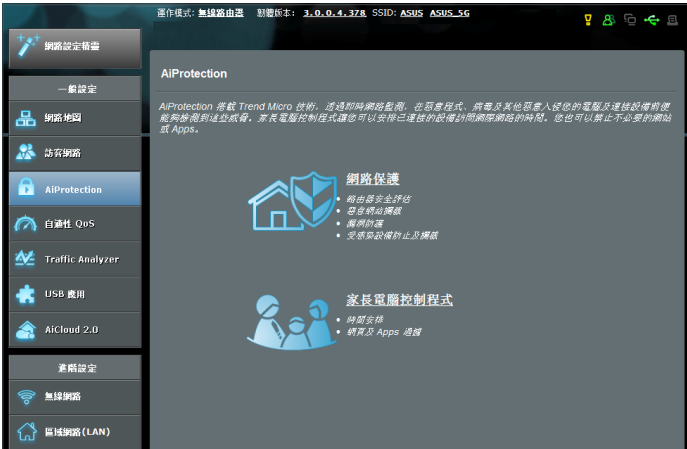 運作模式: 無線路由器 韌體版本: 3.0.0.4.378 SSID: ASUS ASUS_5G
網路設定精靈
一般設定
網路地圖
訪客網路
AiProtection
自適性 QoS
Traffic Analyzer
USB 應用
AiCloud 2.0
進階設定
無線網路
區域網路(LAN)
AiProtection
AiProtection 搭載 Trend Micro 技術，透過即時網路監測，在惡意程式、病毒及其他惡意入侵您的電腦及連接設備前便
能夠檢測到這些威脅。家長電腦控制程式讓您可以安排已連接的設備訪問網際網路的時間。您也可以禁止不必要的網站
或 Apps。
網路保護
路由器安全評估
惡意網站攔截
漏洞防護
受感染設備防止及攔截
家長電腦控制程式
時間安排
網頁及 Apps 過濾